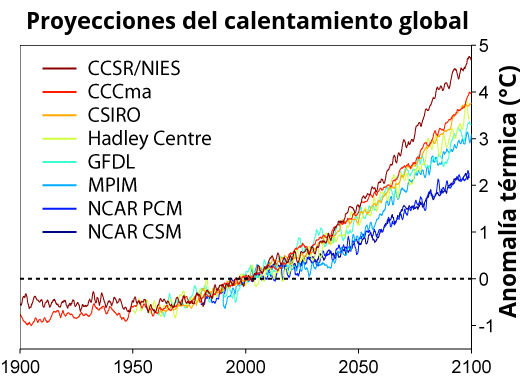 Proyecciones del calentamiento global
CCSR/NIES
CCCma
CSIRO
Hadley Centre
GFDL
MPIM
NCAR PCM
NCAR CSM
5
4
3
2
1
0
-1
Anomalía térmica (°C)
1900 1950 2000 2050 2100